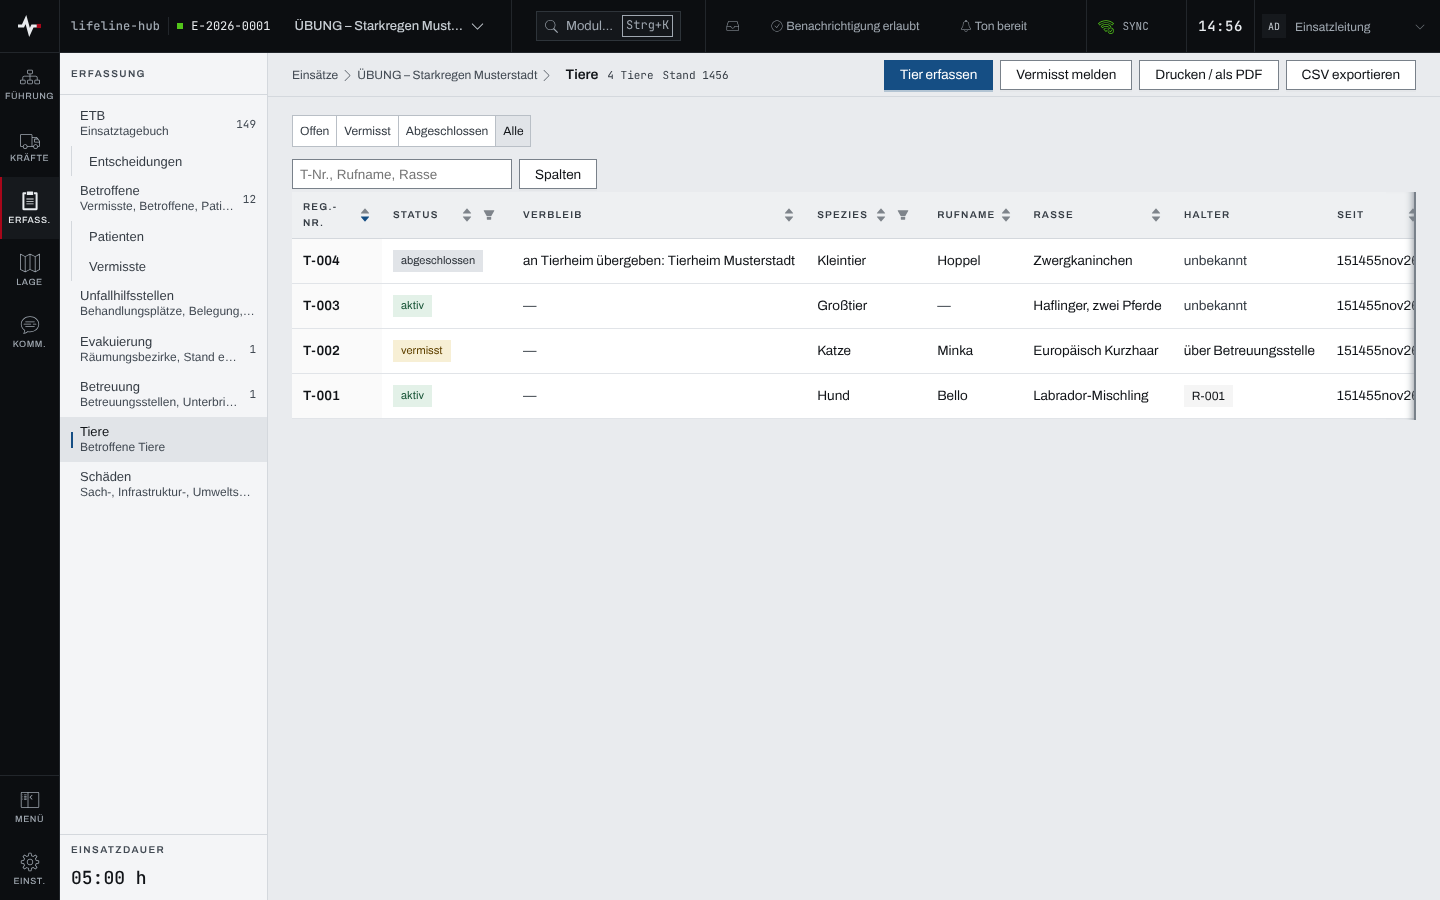 lifeline-hub
E-2026-0001
ÜBUNG – Starkregen Must...
Modul...
Strg+K
Benachrichtigung erlaubt
Ton bereit
SYNC
14:56
AD
Einsatzleitung
FÜHRUNG
KRÄFTE
ERFASS.
LAGE
KOMM.
MENÜ
EINST.
ERFASSUNG
ETB
Einsatztagebuch
149
Entscheidungen
Betroffene
Vermisste, Betroffene, Pati...
12
Patienten
Vermisste
Unfallhilfsstellen
Behandlungsplätze, Belegung,...
Evakuierung
Räumungsbezirke, Stand e...
1
Betreuung
Betreuungsstellen, Unterbri...
1
Tiere
Betroffene Tiere
Schäden
Sach-, Infrastruktur-, Umwelts...
EINSATZDAUER
05:00 h
Einsätze
ÜBUNG – Starkregen Musterstadt
Tiere
4 Tiere Stand 1456
Tier erfassen
Vermisst melden
Drucken / als PDF
CSV exportieren
Offen
Vermisst
Abgeschlossen
Alle
T-Nr., Rufname, Rasse
Spalten
REG.-
NR. STATUS VERBLEIB SPEZIES RUFNAME RASSE HALTER SEIT
T-004 abgeschlossen an Tierheim übergeben: Tierheim Musterstadt Kleintier Hoppel Zwergkaninchen unbekannt 151455nov2
T-003 aktiv — Großtier — Haflinger, zwei Pferde unbekannt 151455nov2
T-002 vermisst — Katze Minka Europäisch Kurzhaar über Betreuungsstelle 151455nov2
T-001 aktiv — Hund Bello Labrador-Mischling R-001 151455nov2